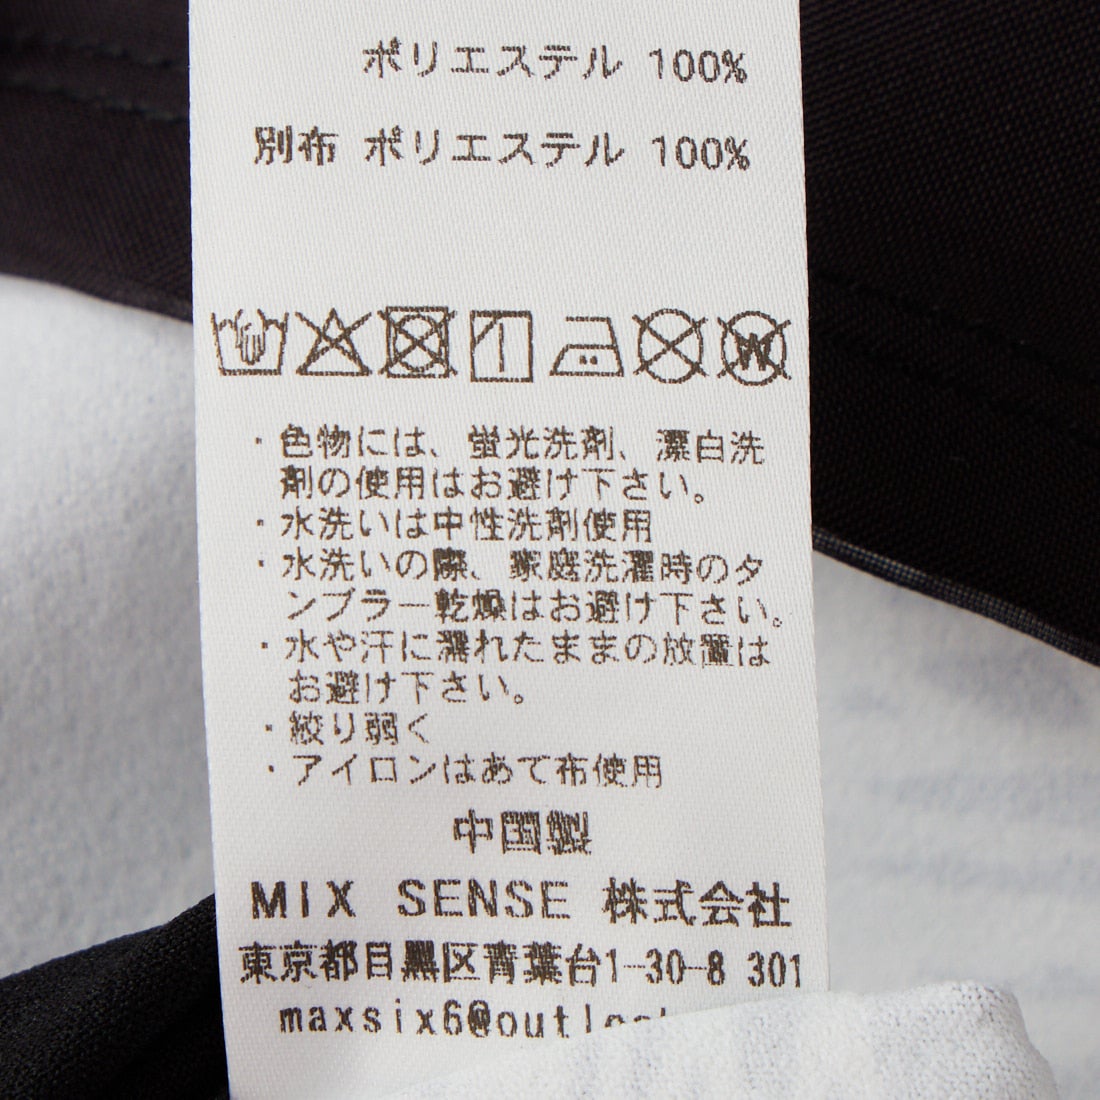 ポリエステル 100%
別布 ポリエステル 100%
W
・色物には、蛍光洗剤、漂白洗
剤の使用はお避け下さい。
・水洗いは中性洗剤使用
・水洗いの際、家庭洗濯時のタ
ンブラー乾燥はお避け下さい。
・水や汗に濡れたままの放置は
お避け下さい。
・絞り弱く
・アイロンはあて布使用
中国製
MIX SENSE 株式会社
東京都目黒区青葉台1-30-8 301